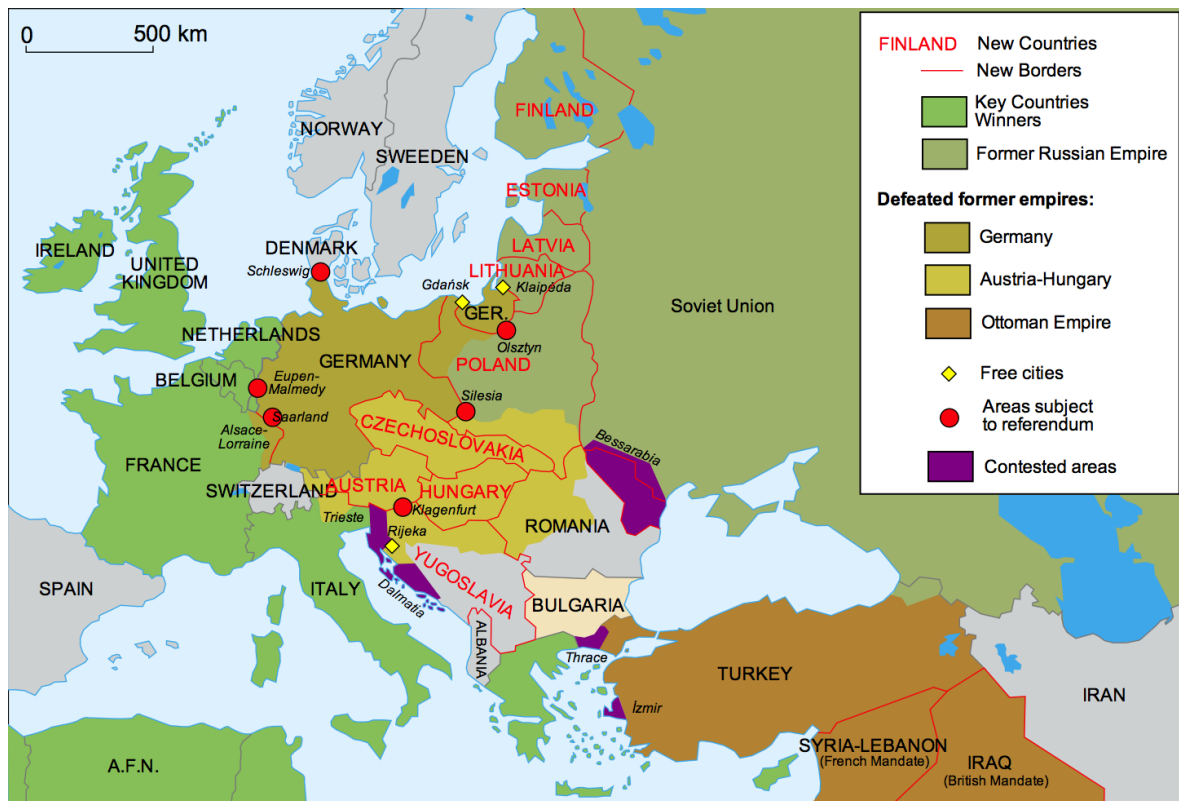 0 500 km
FINLAND New Countries
New Borders
Key Countries
Winners
Former Russian Empire
Defeated former empires:
Germany
Austria-Hungary
Ottoman Empire
Free cities
Areas subject
to referendum
Contested areas
FINLAND
NORWAY
SWEEDEN
ESTONIA
IRELAND
UNITED
KINGDOM
DENMARK
Schleswig
LATVIA
LITHUANIA
Klaipéda
Gdańsk
GER.
Soviet Union
NETHERLANDS
Olsztyn
GERMANY
POLAND
BELGIUM
Eupen-
Malmedy
Silesia
Saarland
Alsace-
Lorraine
CZECHOSLOVAKIA
Bessarabia
FRANCE
SWITZERLAND
AUSTRIA
HUNGARY
Klagenfurt
Trieste
Rijeka
ROMANIA
YUGOSLAVIA
SPAIN
ITALY
Dalmatia
BULGARIA
ALBANIA
Thrace
TURKEY
IRAN
İzmir
SYRIA-LEBANON
(French Mandate)
A.F.N.
IRAQ
(British Mandate)